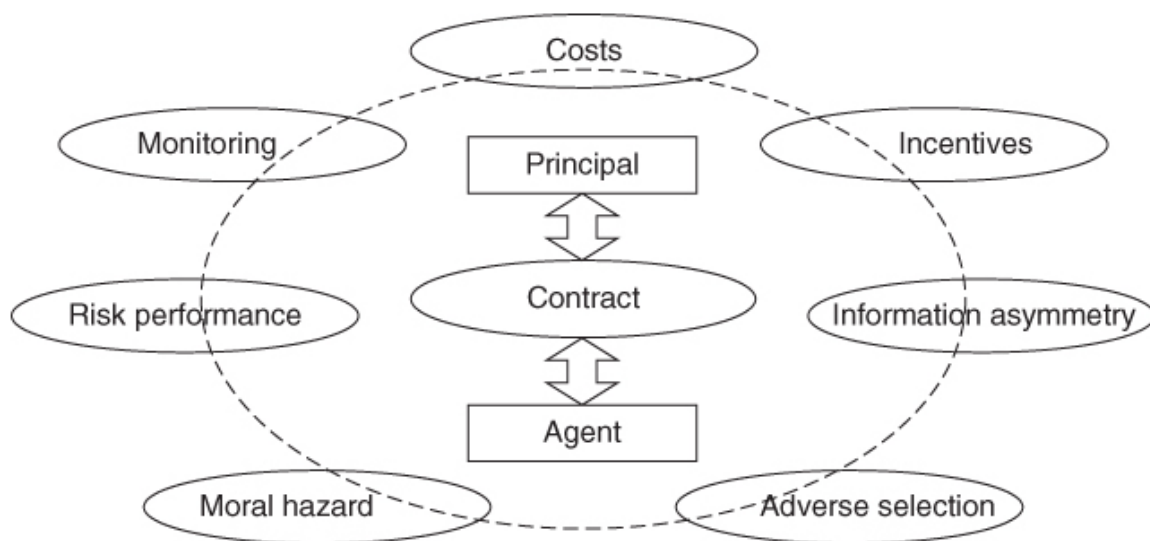 Costs
Monitoring
Incentives
Principal
Contract
Risk performance
Information asymmetry
Agent
Moral hazard
Adverse selection